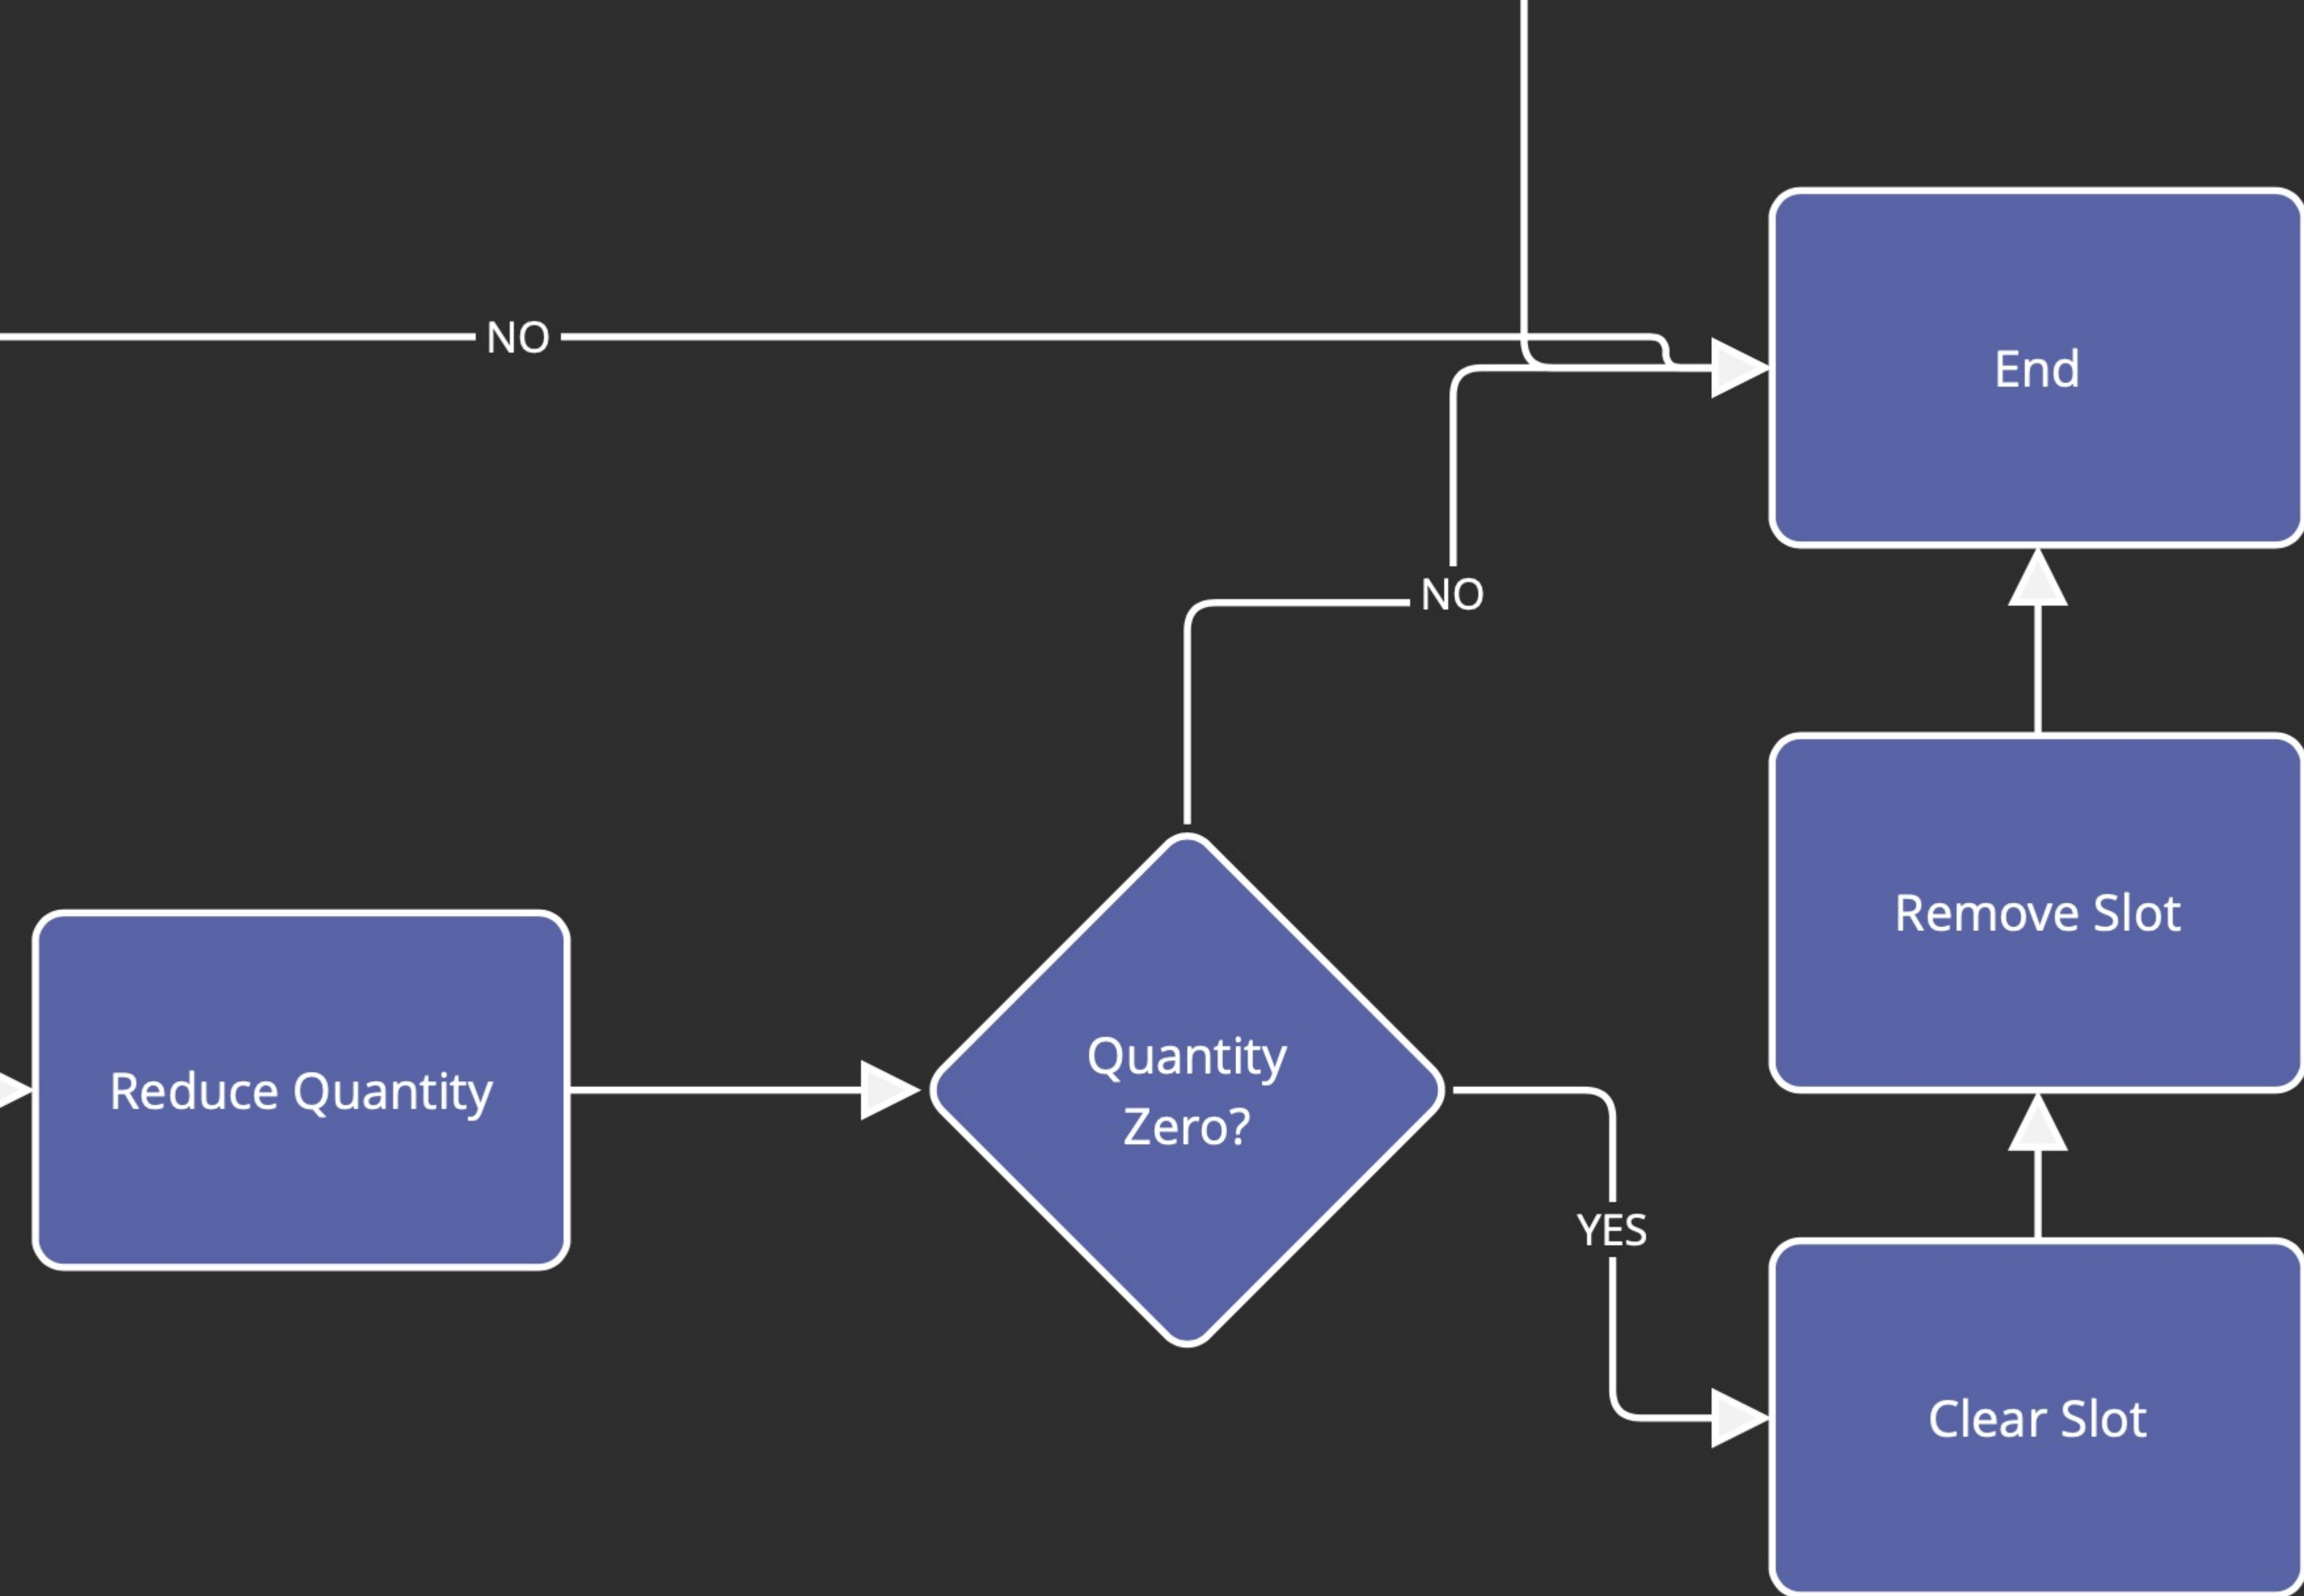 NO
End
NO
Remove Slot
Reduce Quantity
Quantity
Zero?
YES
Clear Slot